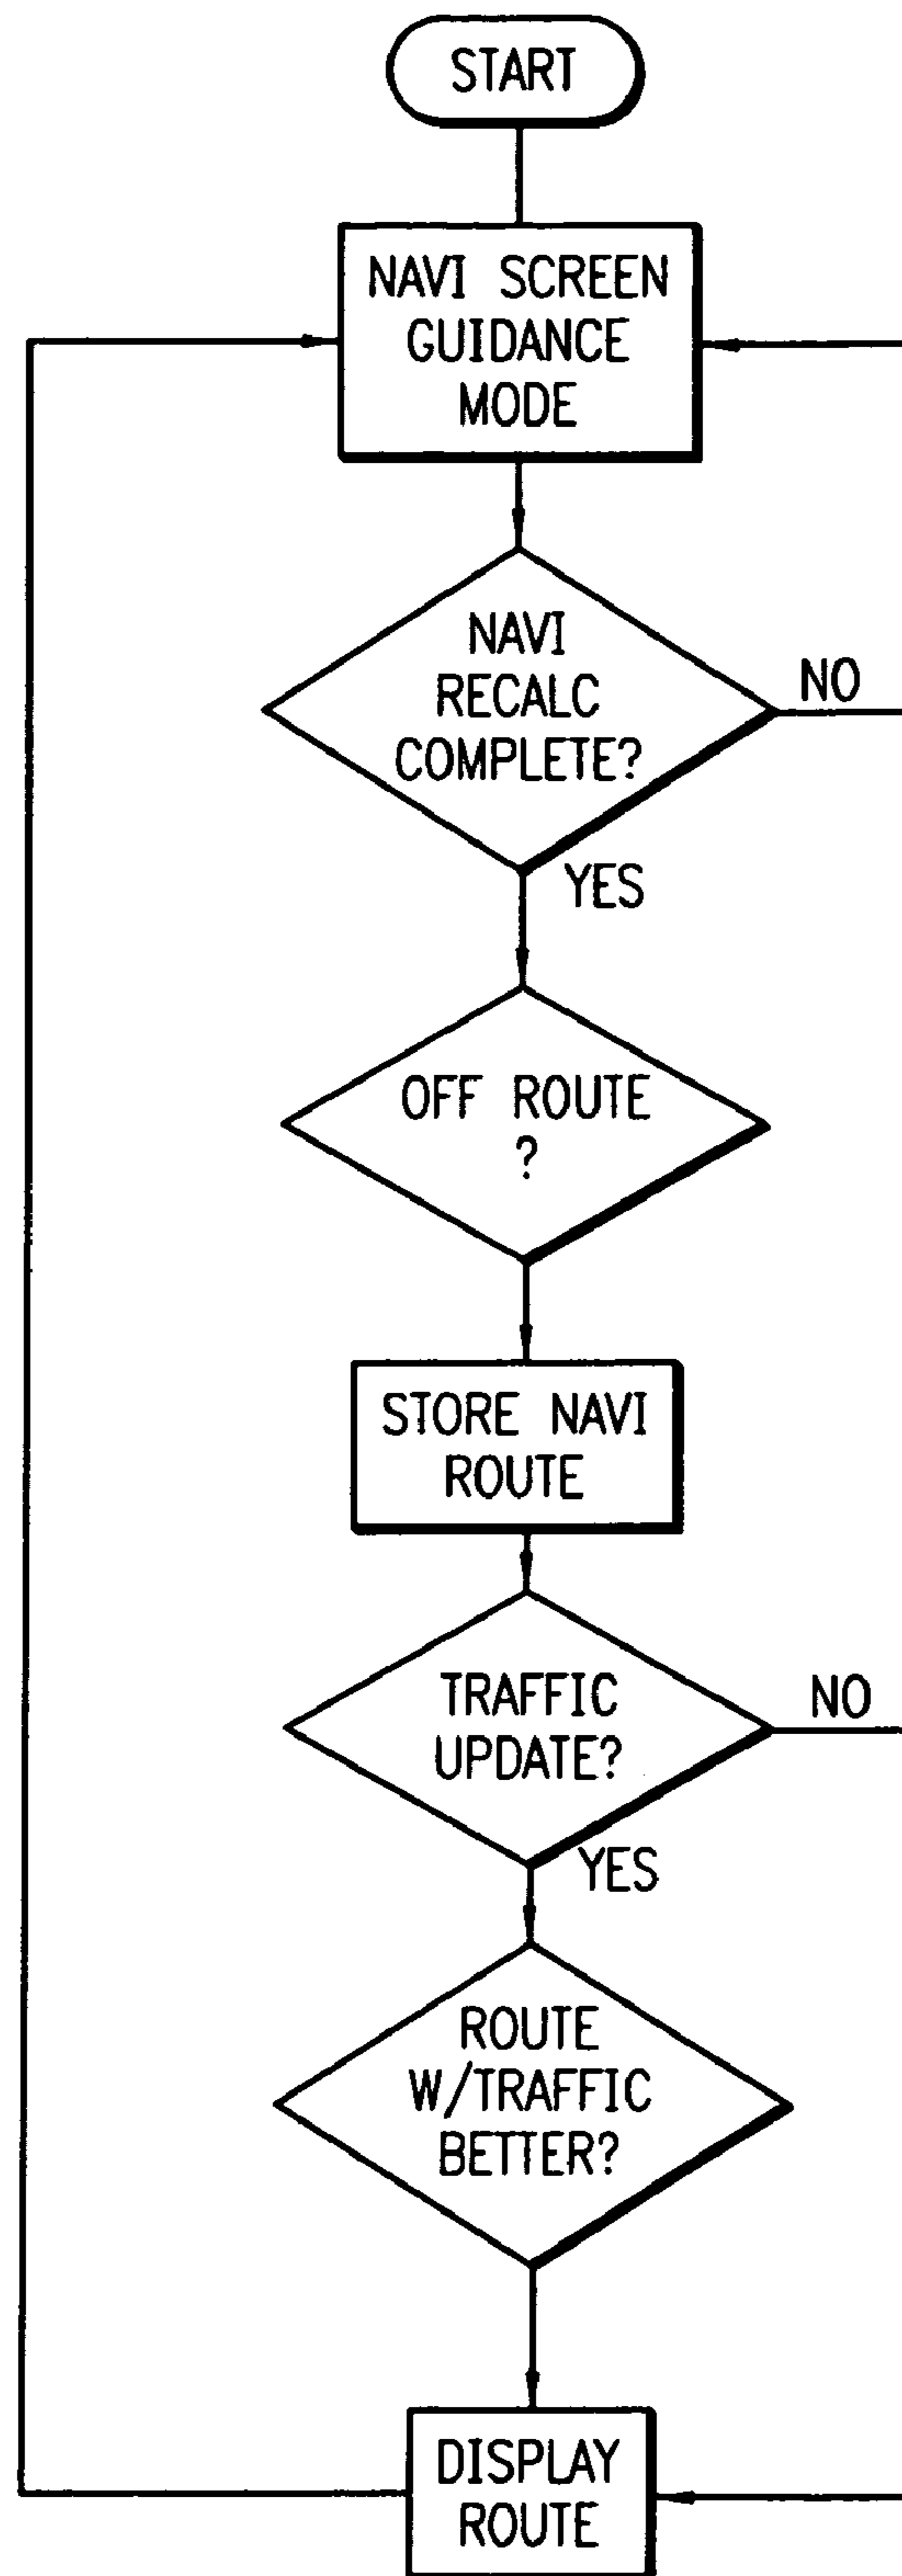 START
NAVI SCREEN
GUIDANCE
MODE
NAVI
RECALC
COMPLETE?
NO
YES
OFF ROUTE
?
STORE NAVI
ROUTE
TRAFFIC
UPDATE?
NO
YES
ROUTE
W/TRAFFIC
BETTER?
DISPLAY
ROUTE